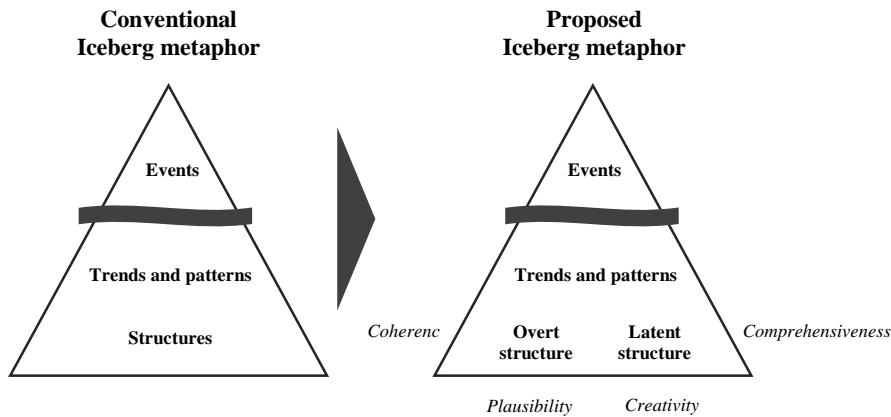 Conventional
Iceberg metaphor
Proposed
Iceberg metaphor
Events
Events
Trends and patterns
Trends and patterns
Structures
Coherenc
Overt
structure
Latent
structure
Comprehensiveness
Plausibility
Creativity